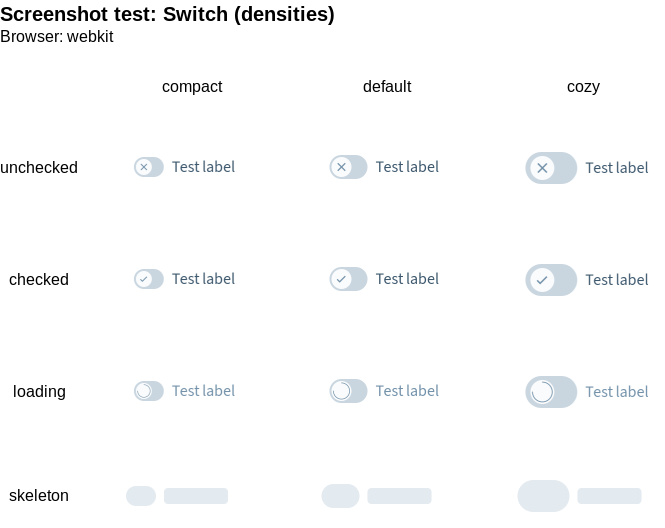 Screenshot test: Switch (densities)
Browser: webkit
compact default cozy
unchecked Test label Test label Test label
checked Test label Test label Test label
loading Test label Test label Test label
skeleton